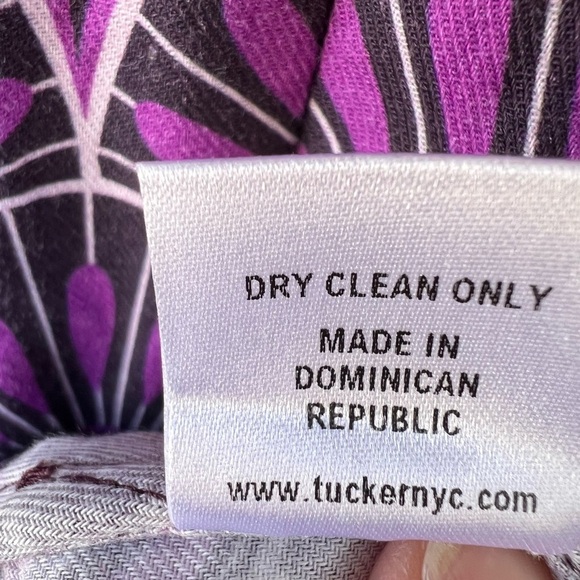 DRY CLEAN ONLY
MADE IN
DOMINICAN
REPUBLIC
www.tuckernyc.com